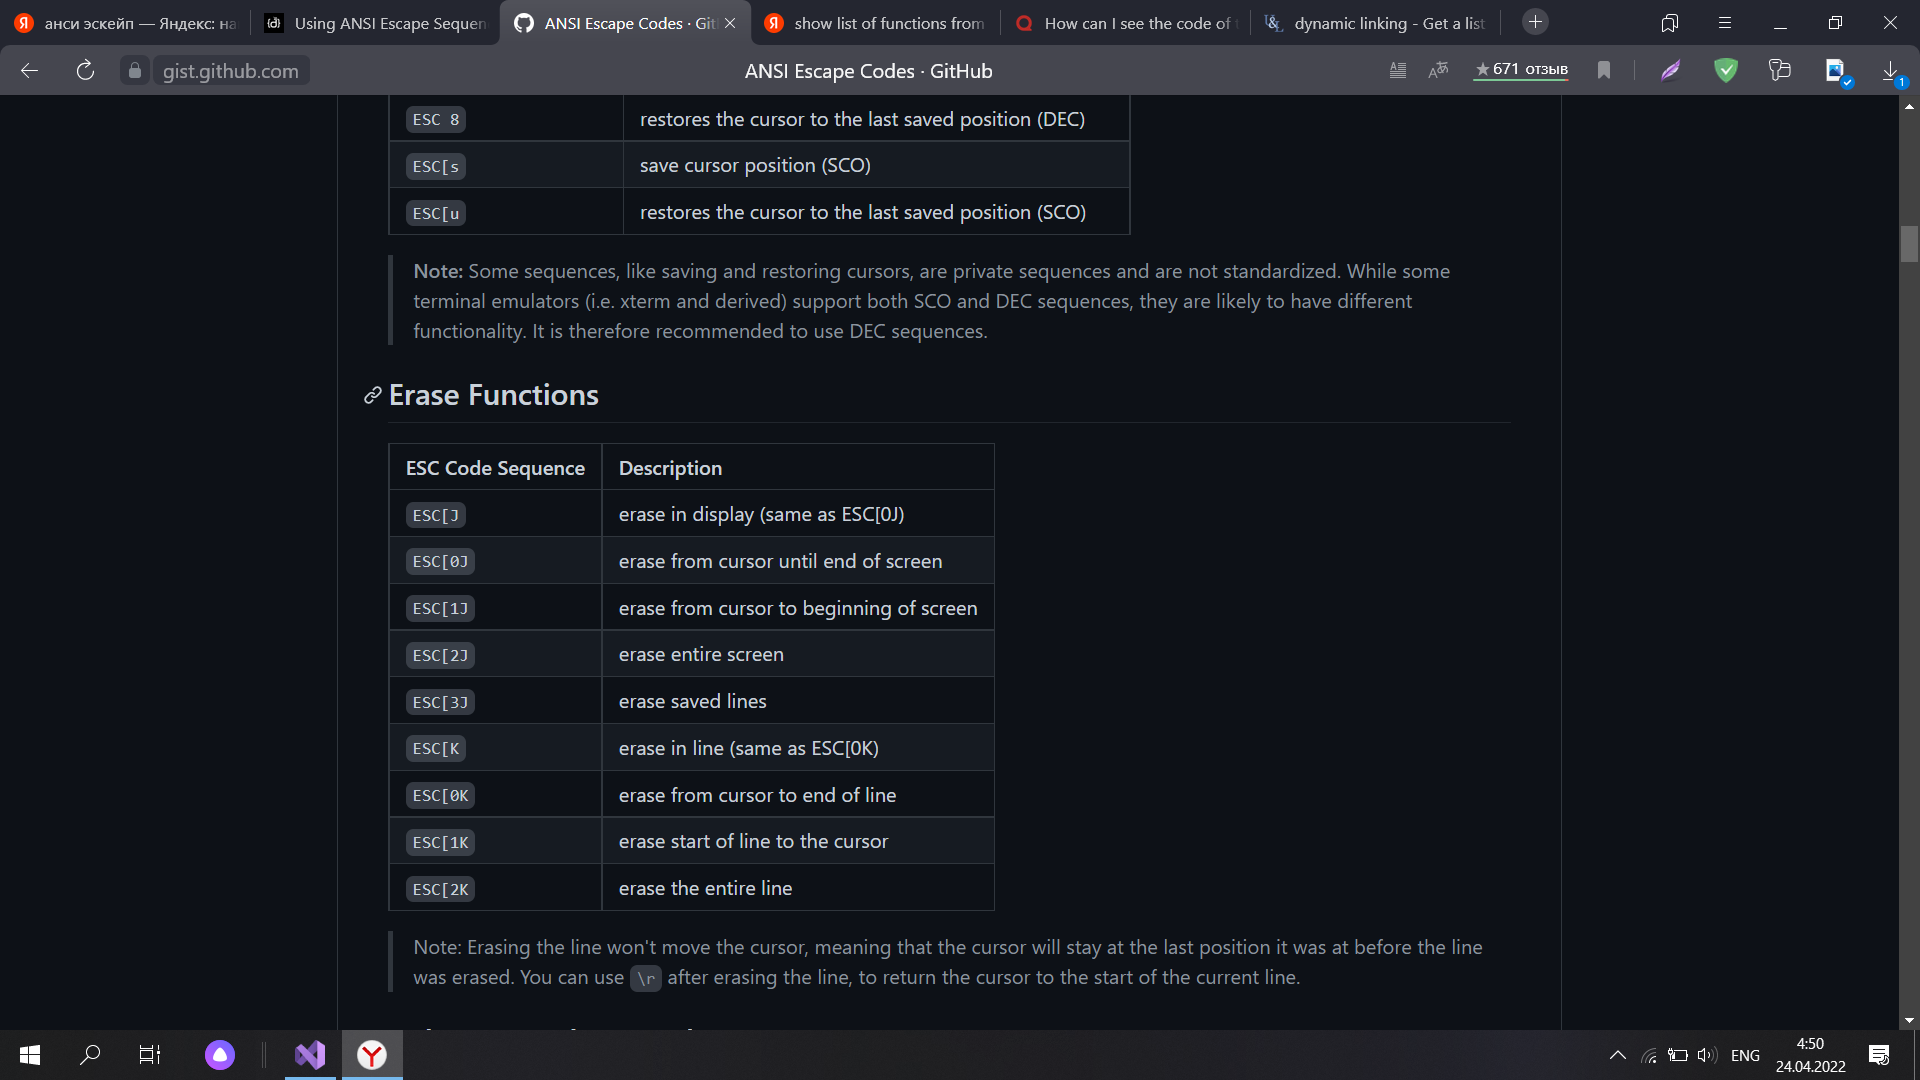 анси эскейп — Яндекс: на
Using ANSI Escape Sequen
ANSI Escape Codes · Git
show list of functions from
How can I see the code of t
dynamic linking - Get a list
gist.github.com
ANSI Escape Codes · GitHub
★ 671 отзыв
1
ESC 8 restores the cursor to the last saved position (DEC)
ESC[s save cursor position (SCO)
ESC[u restores the cursor to the last saved position (SCO)
Note: Some sequences, like saving and restoring cursors, are private sequences and are not standardized. While some
terminal emulators (i.e. xterm and derived) support both SCO and DEC sequences, they are likely to have different
functionality. It is therefore recommended to use DEC sequences.
Erase Functions
ESC Code Sequence Description
ESC[J erase in display (same as ESC[0J)
ESC[0J erase from cursor until end of screen
ESC[1J erase from cursor to beginning of screen
ESC[2J erase entire screen
ESC[3J erase saved lines
ESC[K erase in line (same as ESC[0K)
ESC[0K erase from cursor to end of line
ESC[1K erase start of line to the cursor
ESC[2K erase the entire line
Note: Erasing the line won't move the cursor, meaning that the cursor will stay at the last position it was at before the line
was erased. You can use \r after erasing the line, to return the cursor to the start of the current line.
ENG
4:50
24.04.2022